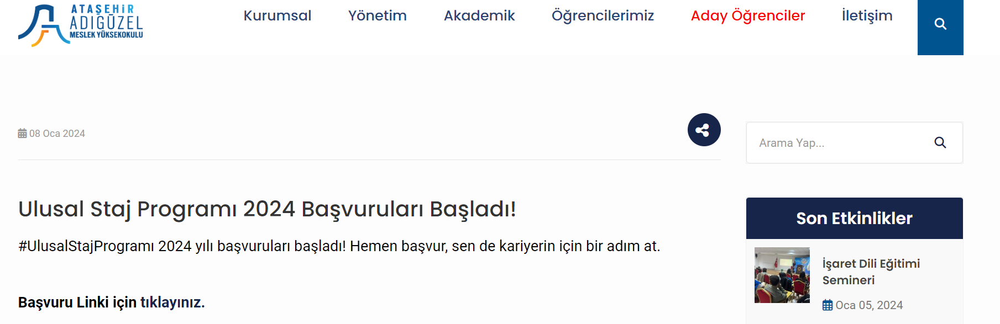 ATAŞEHİR
ADIGÜZEL
MESLEK YÜKSEKOKULU
Kurumsal
Yönetim
Akademik
Öğrencilerimiz
Aday Öğrenciler
İletişim
08 Oca 2024
Arama Yap...
Ulusal Staj Programı 2024 Başvuruları Başladı!
#UlusalStajProgramı 2024 yılı başvuruları başladı! Hemen başvur, sen de kariyerin için bir adım at.
Başvuru Linki için tıklayınız.
Son Etkinlikler
İşaret Dili Eğitimi
Semineri
Oca 05, 2024